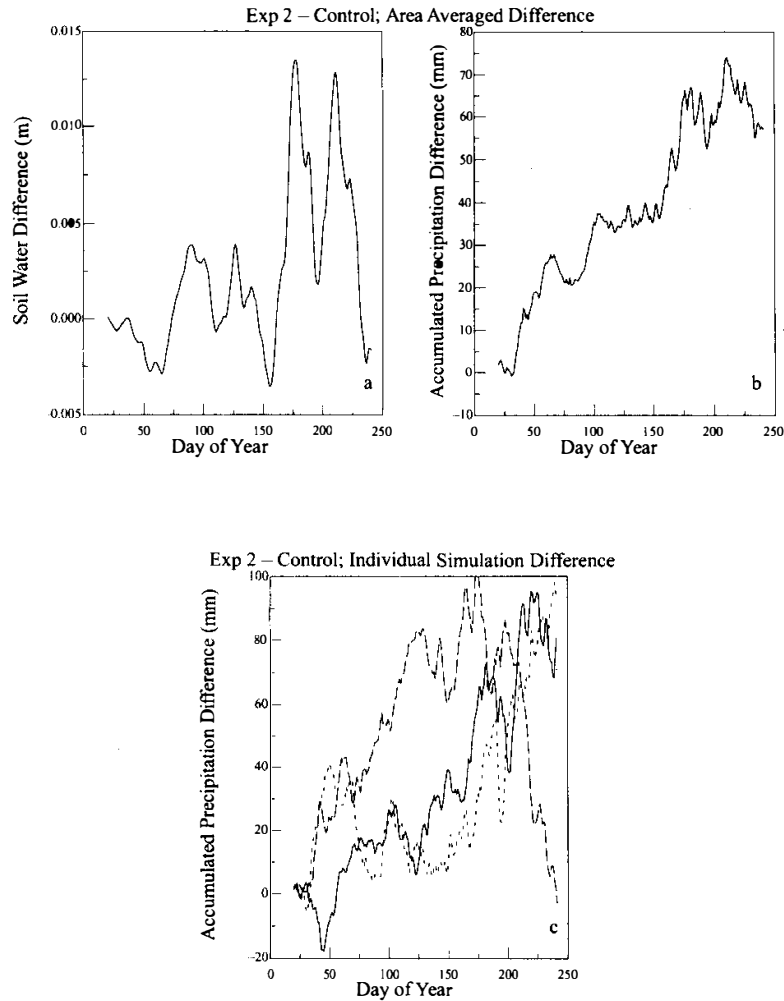 Exp 2 – Control; Area Averaged Difference
0.015
0.010
0.005
0.000
-0.005
Soil Water Difference (m)
0 50 100 150 200 250
Day of Year
a
80
70
60
50
40
30
20
10
0
-10
Accumulated Precipitation Difference (mm)
0 50 100 150 200 250
Day of Year
b
Exp 2 – Control; Individual Simulation Difference
100
80
60
40
20
0
-20
Accumulated Precipitation Difference (mm)
0 50 100 150 200 250
Day of Year
c